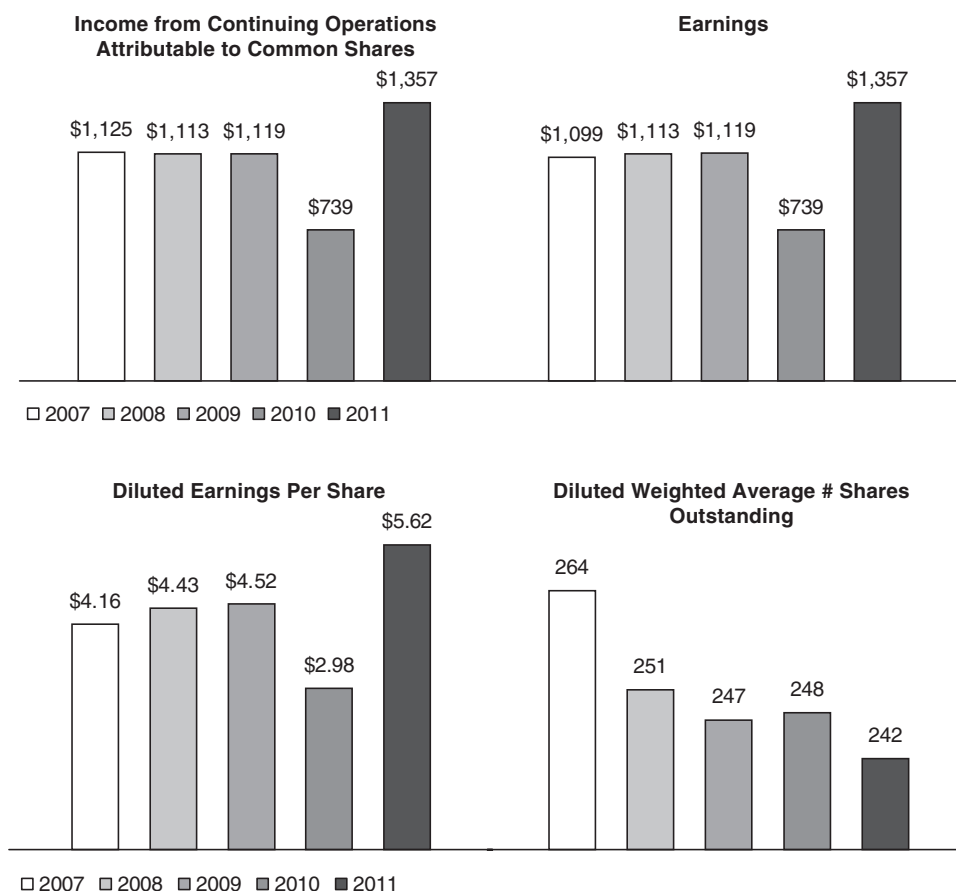 Income from Continuing Operations
Attributable to Common Shares
$1,125
$1,113
$1,119
$739
$1,357
Earnings
$1,099
$1,113
$1,119
$739
$1,357
2007 2008 2009 2010 2011
Diluted Earnings Per Share
$4.16
$4.43
$4.52
$2.98
$5.62
Diluted Weighted Average # Shares
Outstanding
264
251
247
248
242
2007 2008 2009 2010 2011